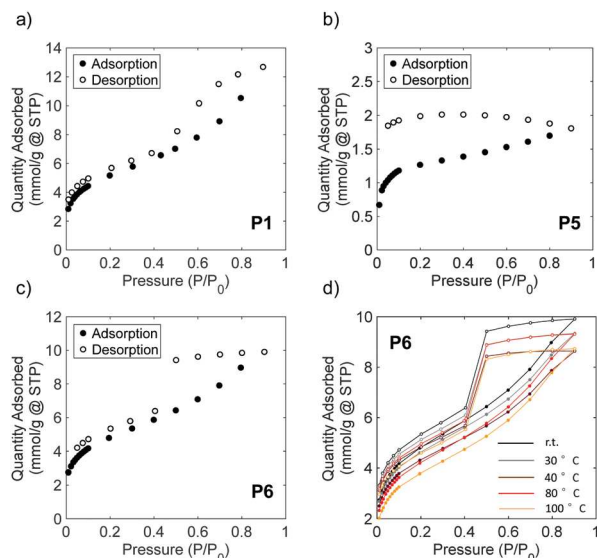 a)
14
12
10
8
6
4
2
0
Quantity Adsorbed
(mmol/g @ STP)
Adsorption
Desorption
P1
0 0.2 0.4 0.6 0.8 1
Pressure (P/P0)
b)
3
2.5
2
1.5
1
0.5
0
Quantity Adsorbed
(mmol/g @ STP)
Adsorption
Desorption
P5
0 0.2 0.4 0.6 0.8 1
Pressure (P/P0)
c)
12
10
8
6
4
2
0
Quantity Adsorbed
(mmol/g @ STP)
Adsorption
Desorption
P6
0 0.2 0.4 0.6 0.8 1
Pressure (P/P0)
d)
10
8
6
4
2
Quantity Adsorbed
(mmol/g @ STP)
P6
r.t.
30 ° C
40 ° C
80 ° C
100 ° C
0 0.2 0.4 0.6 0.8 1
Pressure (P/P0)